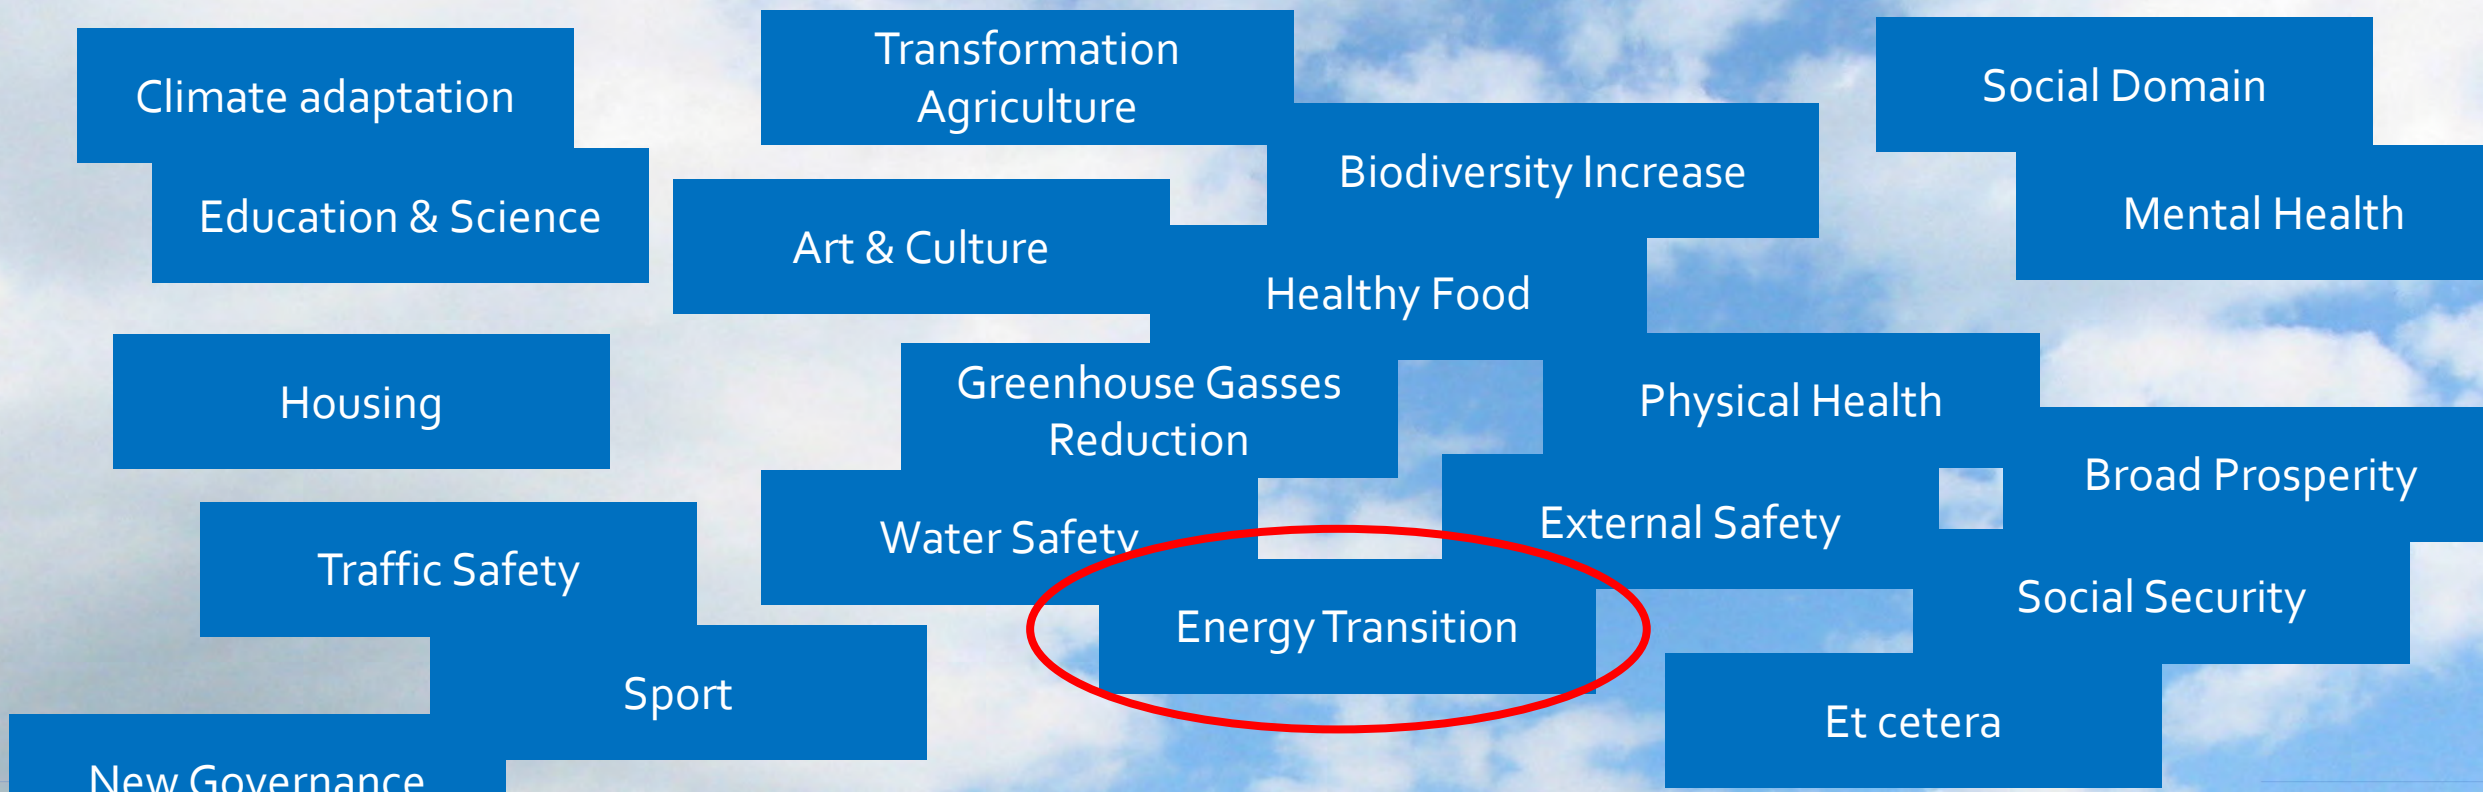 Climate adaptation
Transformation
Agriculture
Social Domain
Education & Science
Art & Culture
Biodiversity Increase
Mental Health
Healthy Food
Housing
Greenhouse Gasses
Reduction
Physical Health
Broad Prosperity
Traffic Safety
Water Safety
External Safety
Social Security
Energy Transition
Sport
Et cetera
New Governance